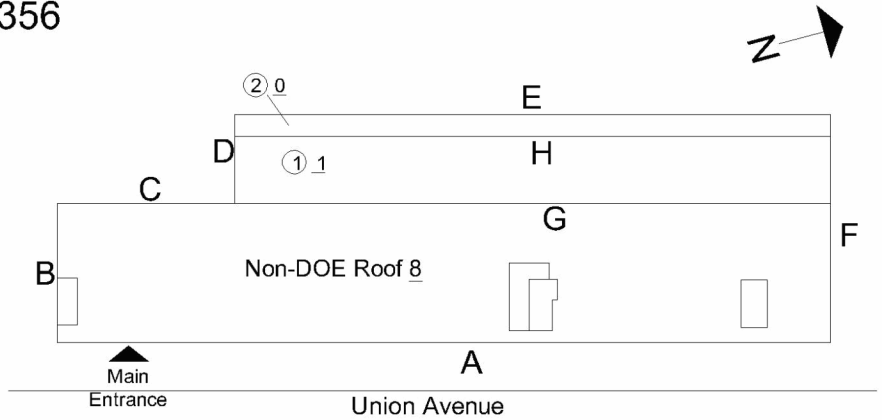 356
N
② 0
E
D
① 1
H
C
G
F
B
Non-DOE Roof 8
A
Main
Entrance
Union Avenue